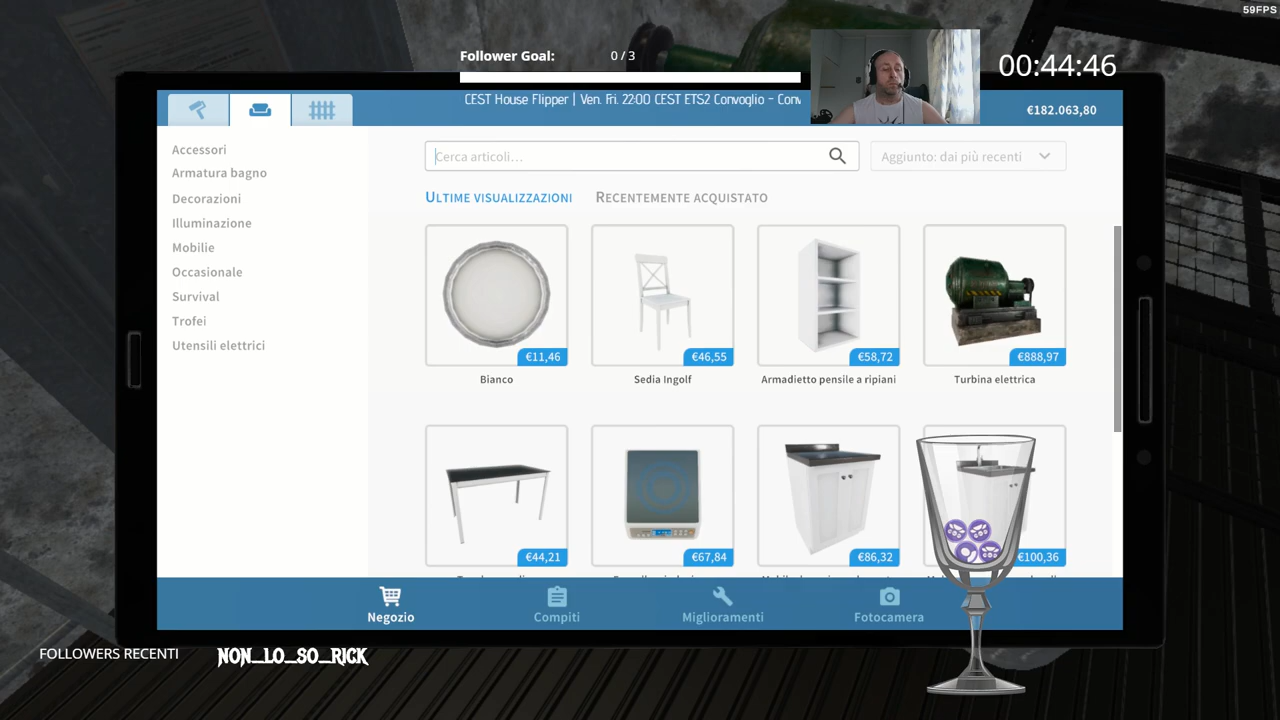 59FPS
Follower Goal:
0 / 3
00:44:46
CEST House Flipper | Ven. Fri. 22:00 CEST ETS2 Convoglio - Conv
€182.063,80
Cerca articoli...
Aggiunto: dai più recenti
Accessori
Armatura bagno
Decorazioni
Illuminazione
Mobilie
Occasionale
Survival
Trofei
Utensili elettrici
ULTIME VISUALIZZAZIONI
RECENTEMENTE ACQUISTATO
€11,46
€46,55
€58,72
€888,97
Bianco
Sedia Ingolf
Armadietto pensile a ripiani
Turbina elettrica
€44,21
€67,84
€86,32
€100,36
Negozio
Compiti
Miglioramenti
Fotocamera
FOLLOWERS RECENTI
NON_LO_SO_RICK